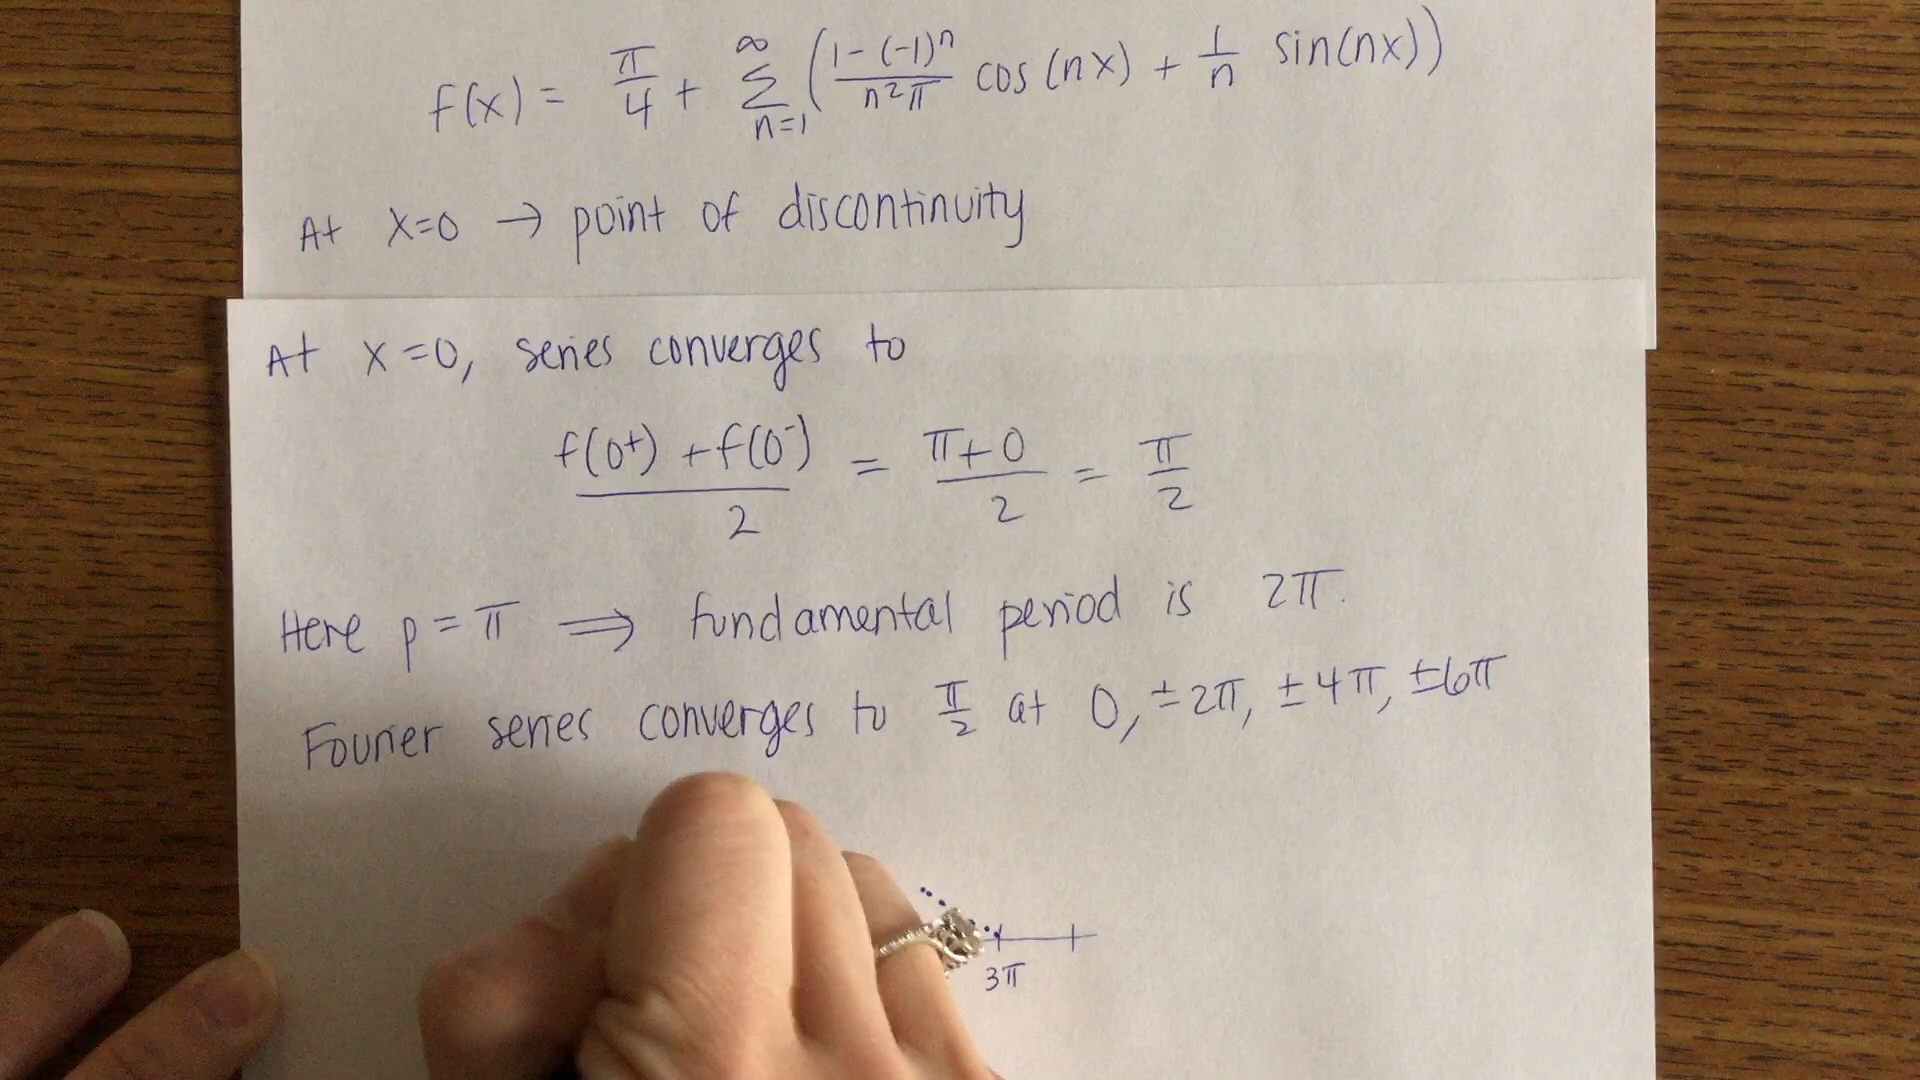 f(x) = π/4 + ∞∑n=1 ( (1-(-1)^n)/(n²π) cos(nx) + 1/n sin(nx))
At x=0 → point of discontinuity
At x=0, series converges to
(f(0⁺) + f(0⁻))/2 = (π+0)/2 = π/2
Here p = π ⟹ fundamental period is 2π.
Fourier series converges to π/2 at 0, ±2π, ±4π, ±6π
3π